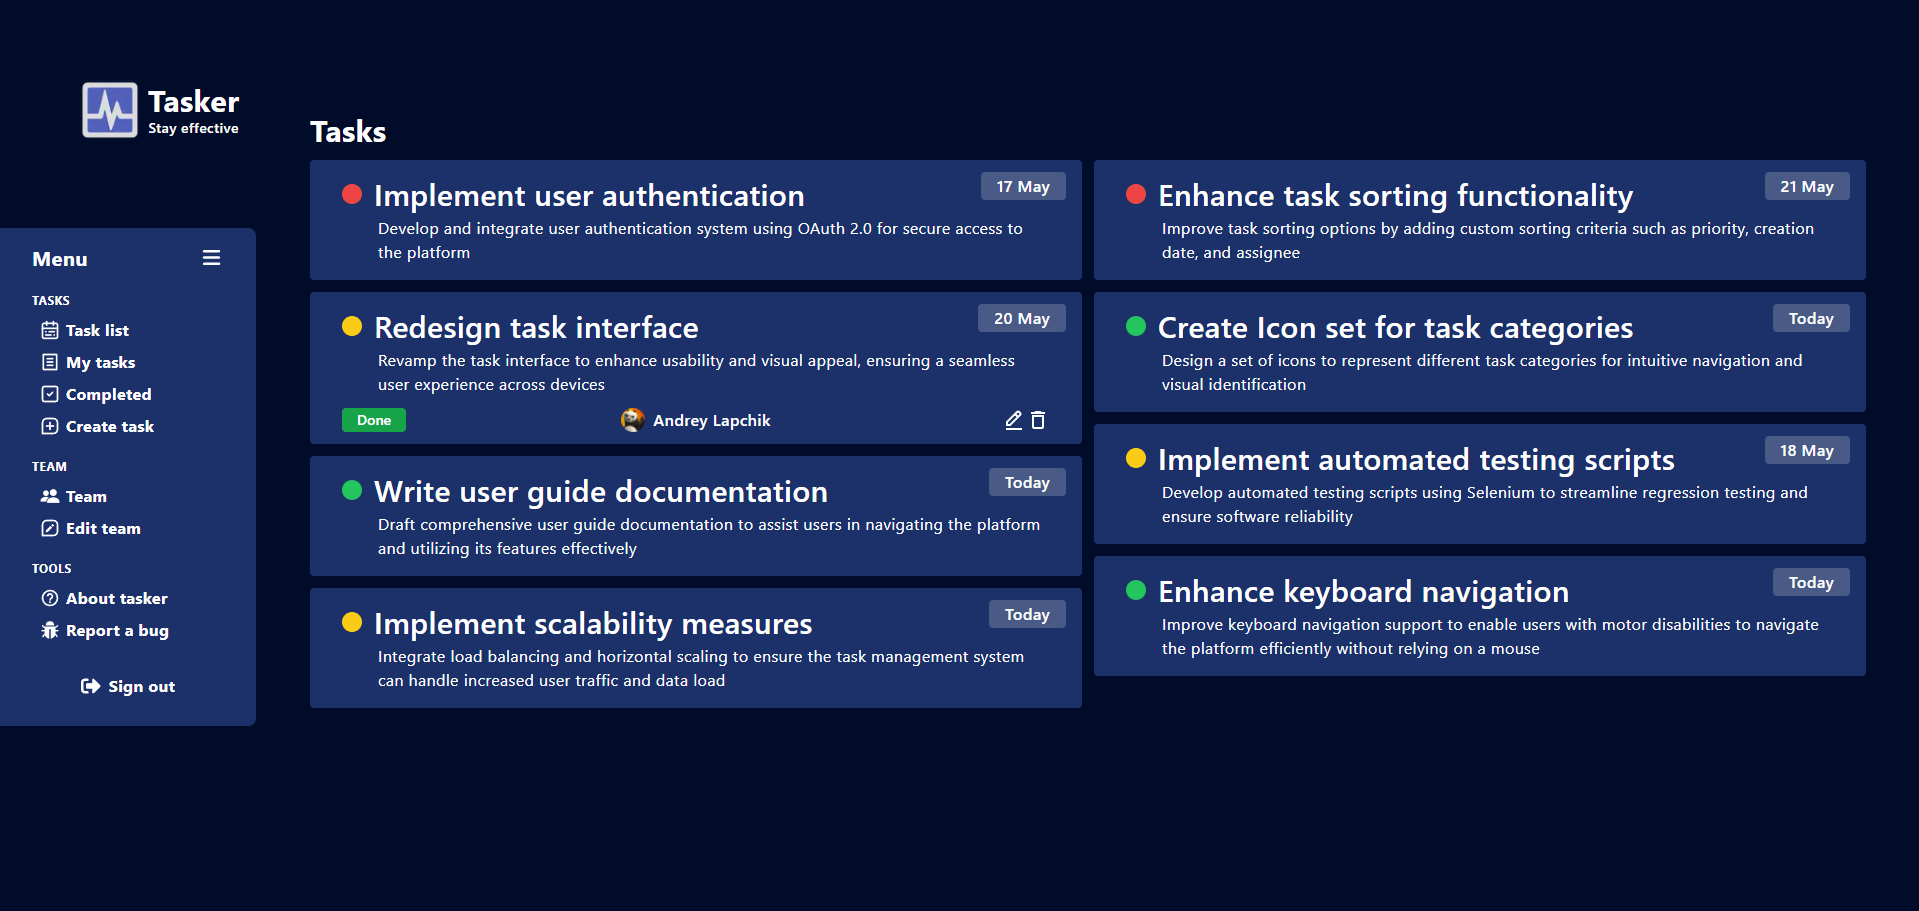 Tasker
Stay effective
Menu
TASKS
Task list
My tasks
Completed
Create task
TEAM
Team
Edit team
TOOLS
About tasker
Report a bug
Sign out
Tasks
Implement user authentication
17 May
Develop and integrate user authentication system using OAuth 2.0 for secure access to
the platform
Redesign task interface
20 May
Revamp the task interface to enhance usability and visual appeal, ensuring a seamless
user experience across devices
Done
Andrey Lapchik
Write user guide documentation
Today
Draft comprehensive user guide documentation to assist users in navigating the platform
and utilizing its features effectively
Implement scalability measures
Today
Integrate load balancing and horizontal scaling to ensure the task management system
can handle increased user traffic and data load
Enhance task sorting functionality
21 May
Improve task sorting options by adding custom sorting criteria such as priority, creation
date, and assignee
Create Icon set for task categories
Today
Design a set of icons to represent different task categories for intuitive navigation and
visual identification
Implement automated testing scripts
18 May
Develop automated testing scripts using Selenium to streamline regression testing and
ensure software reliability
Enhance keyboard navigation
Today
Improve keyboard navigation support to enable users with motor disabilities to navigate
the platform efficiently without relying on a mouse